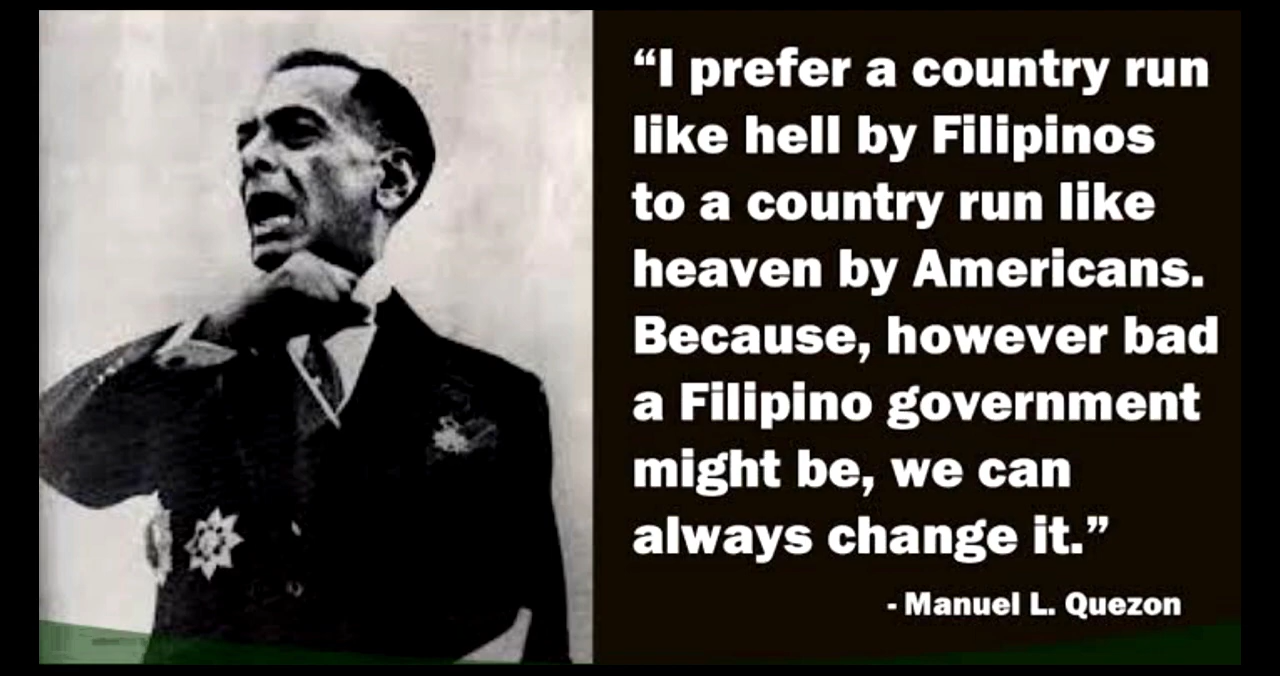 “I prefer a country run
like hell by Filipinos
to a country run like
heaven by Americans.
Because, however bad
a Filipino government
might be, we can
always change it.”
- Manuel L. Quezon